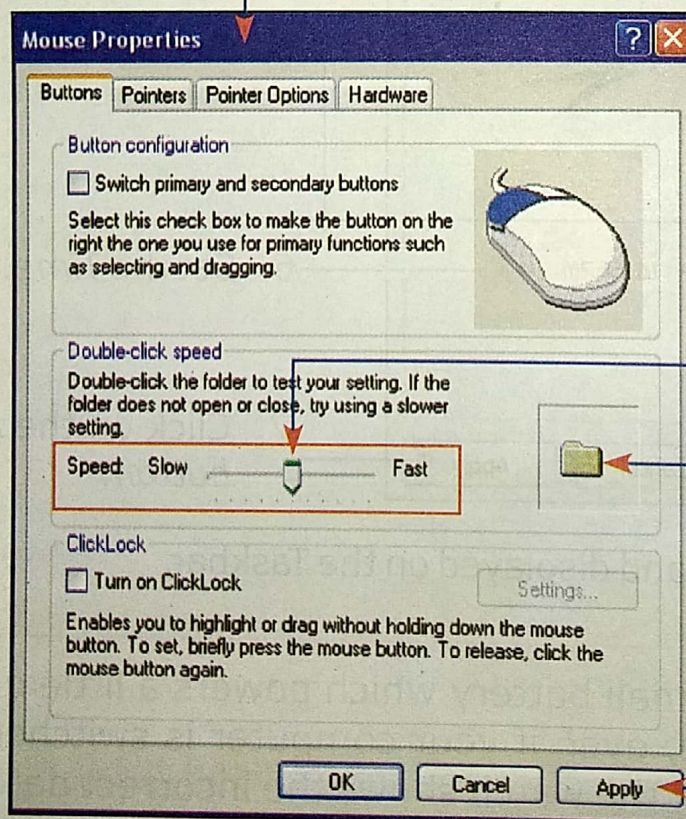 Mouse Properties
?
Buttons Pointers Pointer Options Hardware
Button configuration
Switch primary and secondary buttons
Select this check box to make the button on the
right the one you use for primary functions such
as selecting and dragging.
Double-click speed
Double-click the folder to test your setting. If the
folder does not open or close, try using a slower
setting.
Speed: Slow Fast
ClickLock
Turn on ClickLock
Settings...
Enables you to highlight or drag without holding down the mouse
button. To set, briefly press the mouse button. To release, click the
mouse button again.
OK Cancel Apply